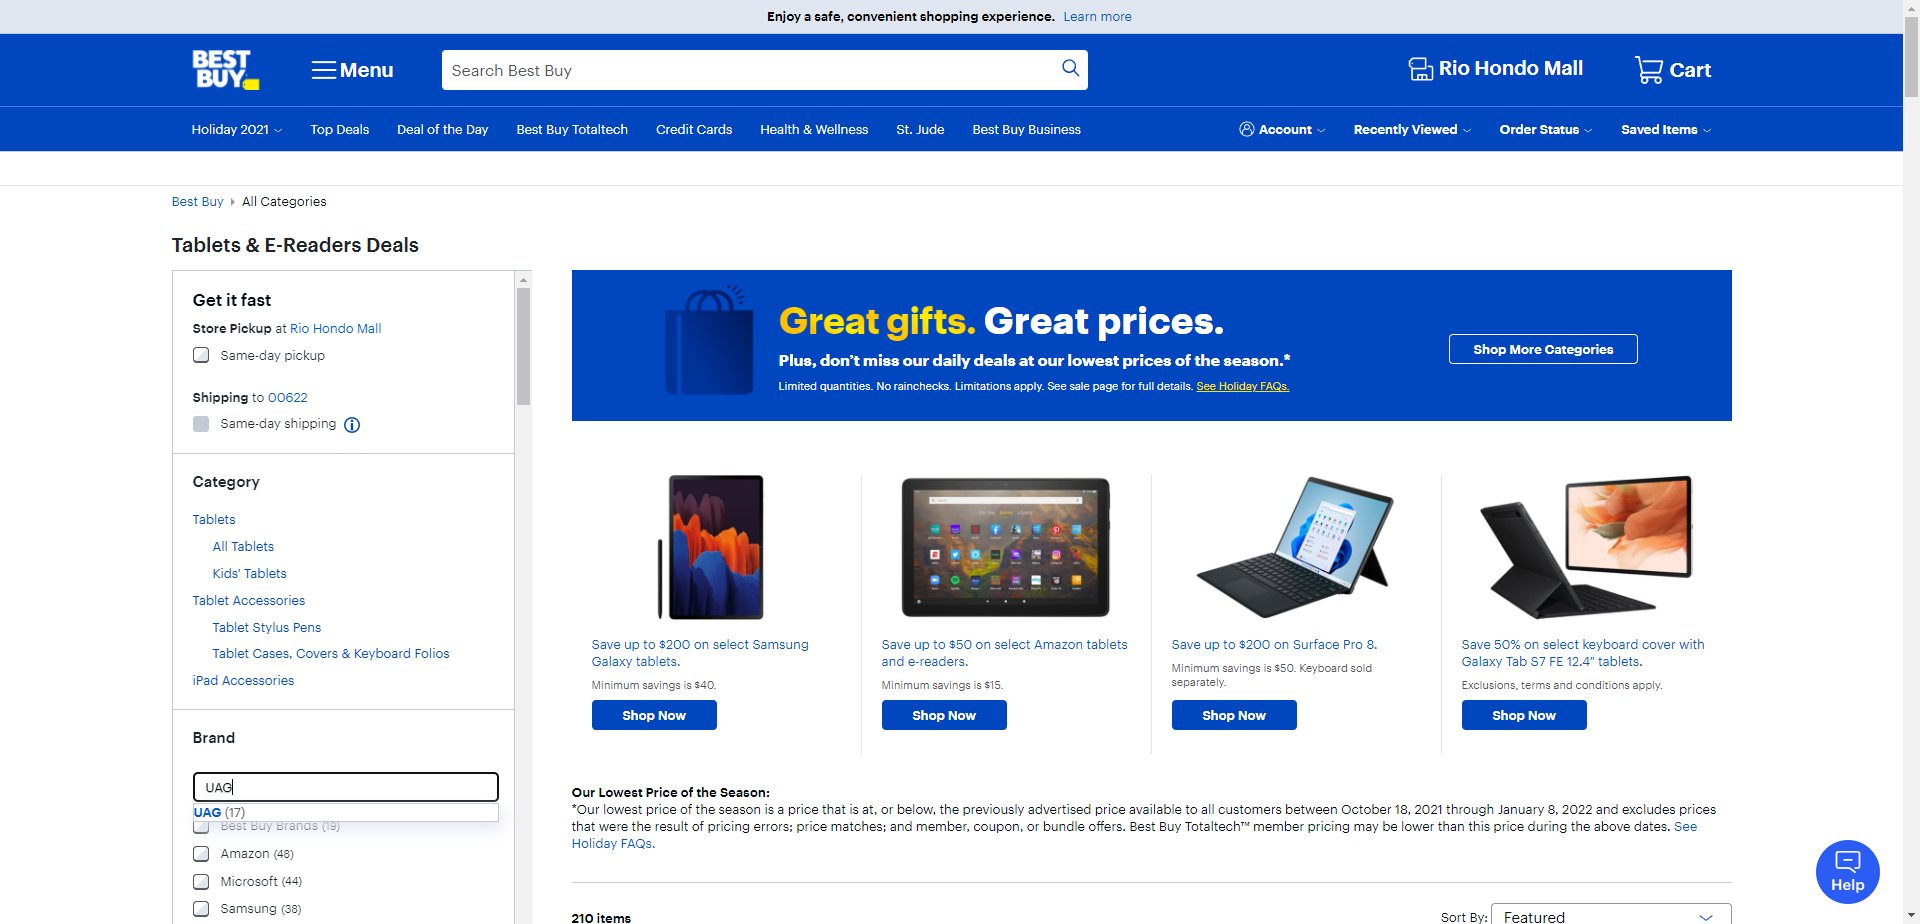 Enjoy a safe, convenient shopping experience. Learn more
BEST BUY
Menu
Search Best Buy
Rio Hondo Mall
Cart
Holiday 2021
Top Deals
Deal of the Day
Best Buy Totaltech
Credit Cards
Health & Wellness
St. Jude
Best Buy Business
Account
Recently Viewed
Order Status
Saved Items
Best Buy
All Categories
Tablets & E-Readers Deals
Get it fast
Store Pickup at Rio Hondo Mall
Same-day pickup
Shipping to 00622
Same-day shipping
Category
Tablets
All Tablets
Kids' Tablets
Tablet Accessories
Tablet Stylus Pens
Tablet Cases, Covers & Keyboard Folios
iPad Accessories
Brand
UAG
UAG (17)
Best Buy Brands (19)
Amazon (48)
Microsoft (44)
Samsung (38)
Great gifts. Great prices.
Plus, don't miss our daily deals at our lowest prices of the season.*
Limited quantities. No rainchecks. Limitations apply. See sale page for full details. See Holiday FAQs.
Shop More Categories
Save up to $200 on select Samsung
Galaxy tablets.
Minimum savings is $40.
Shop Now
Save up to $50 on select Amazon tablets
and e-readers.
Minimum savings is $15.
Shop Now
Save up to $200 on Surface Pro 8.
Minimum savings is $50. Keyboard sold
separately.
Shop Now
Save 50% on select keyboard cover with
Galaxy Tab S7 FE 12.4" tablets.
Exclusions, terms and conditions apply.
Shop Now
Our Lowest Price of the Season:
*Our lowest price of the season is a price that is at, or below, the previously advertised price available to all customers between October 18, 2021 through January 8, 2022 and excludes prices
that were the result of pricing errors; price matches; and member, coupon, or bundle offers. Best Buy Totaltech™ member pricing may be lower than this price during the above dates. See
Holiday FAQs.
210 items
Sort By: Featured
Help